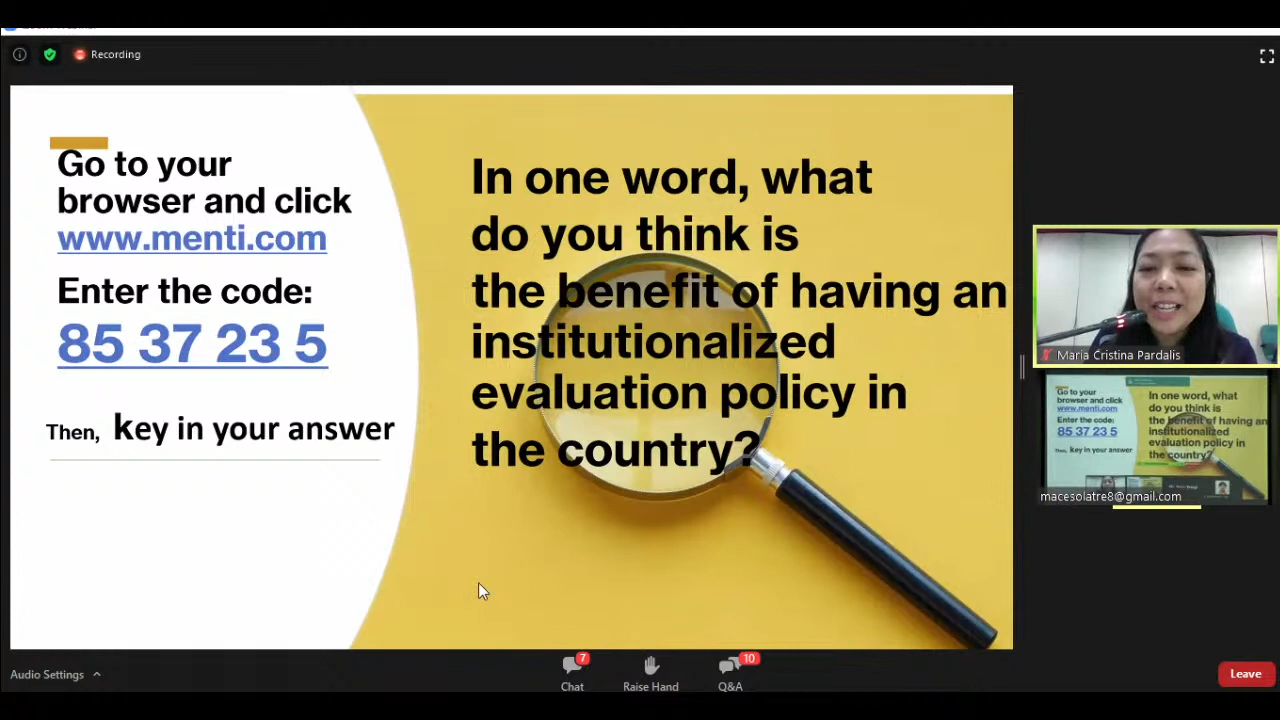 Recording
Go to your
browser and click
www.menti.com
Enter the code:
85 37 23 5
Then, key in your answer
In one word, what
do you think is
the benefit of having an
institutionalized
evaluation policy in
the country?
Maria Cristina Pardalis
Go to your
browser and click
www.menti.com
Enter the code:
85 37 23 5
Then, key in your answer
In one word, what
do you think is
the benefit of having an
institutionalized
evaluation policy in
the country?
macesolatre8@gmail.com
Audio Settings
7
Chat
Raise Hand
10
Q&A
Leave